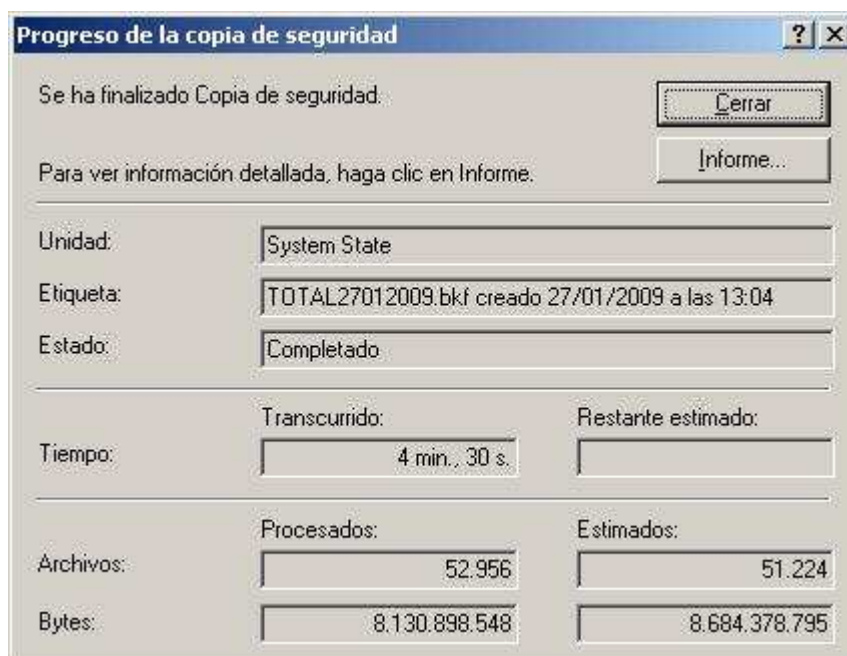 Progreso de la copia de seguridad
Se ha finalizado Copia de seguridad.
Cerrar
Para ver información detallada, haga clic en Informe.
Informe...
Unidad: System State
Etiqueta: TOTAL27012009.bkf creado 27/01/2009 a las 13:04
Estado: Completado
Transcurrido: Restante estimado:
Tiempo: 4 min., 30 s.
Procesados: Estimados:
Archivos: 52.956 51.224
Bytes: 8.130.898.548 8.684.378.795